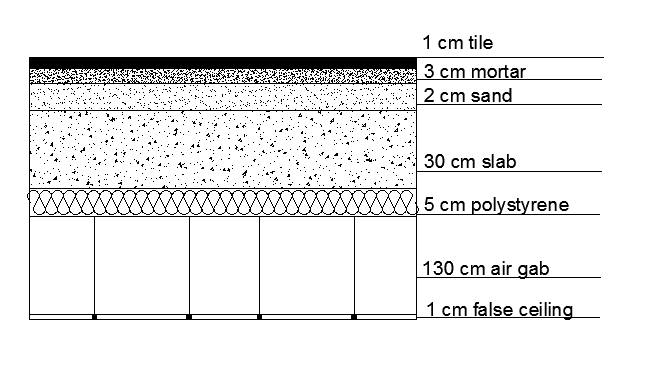 1 cm tile
3 cm mortar
2 cm sand
30 cm slab
5 cm polystyrene
130 cm air gab
1 cm false ceiling